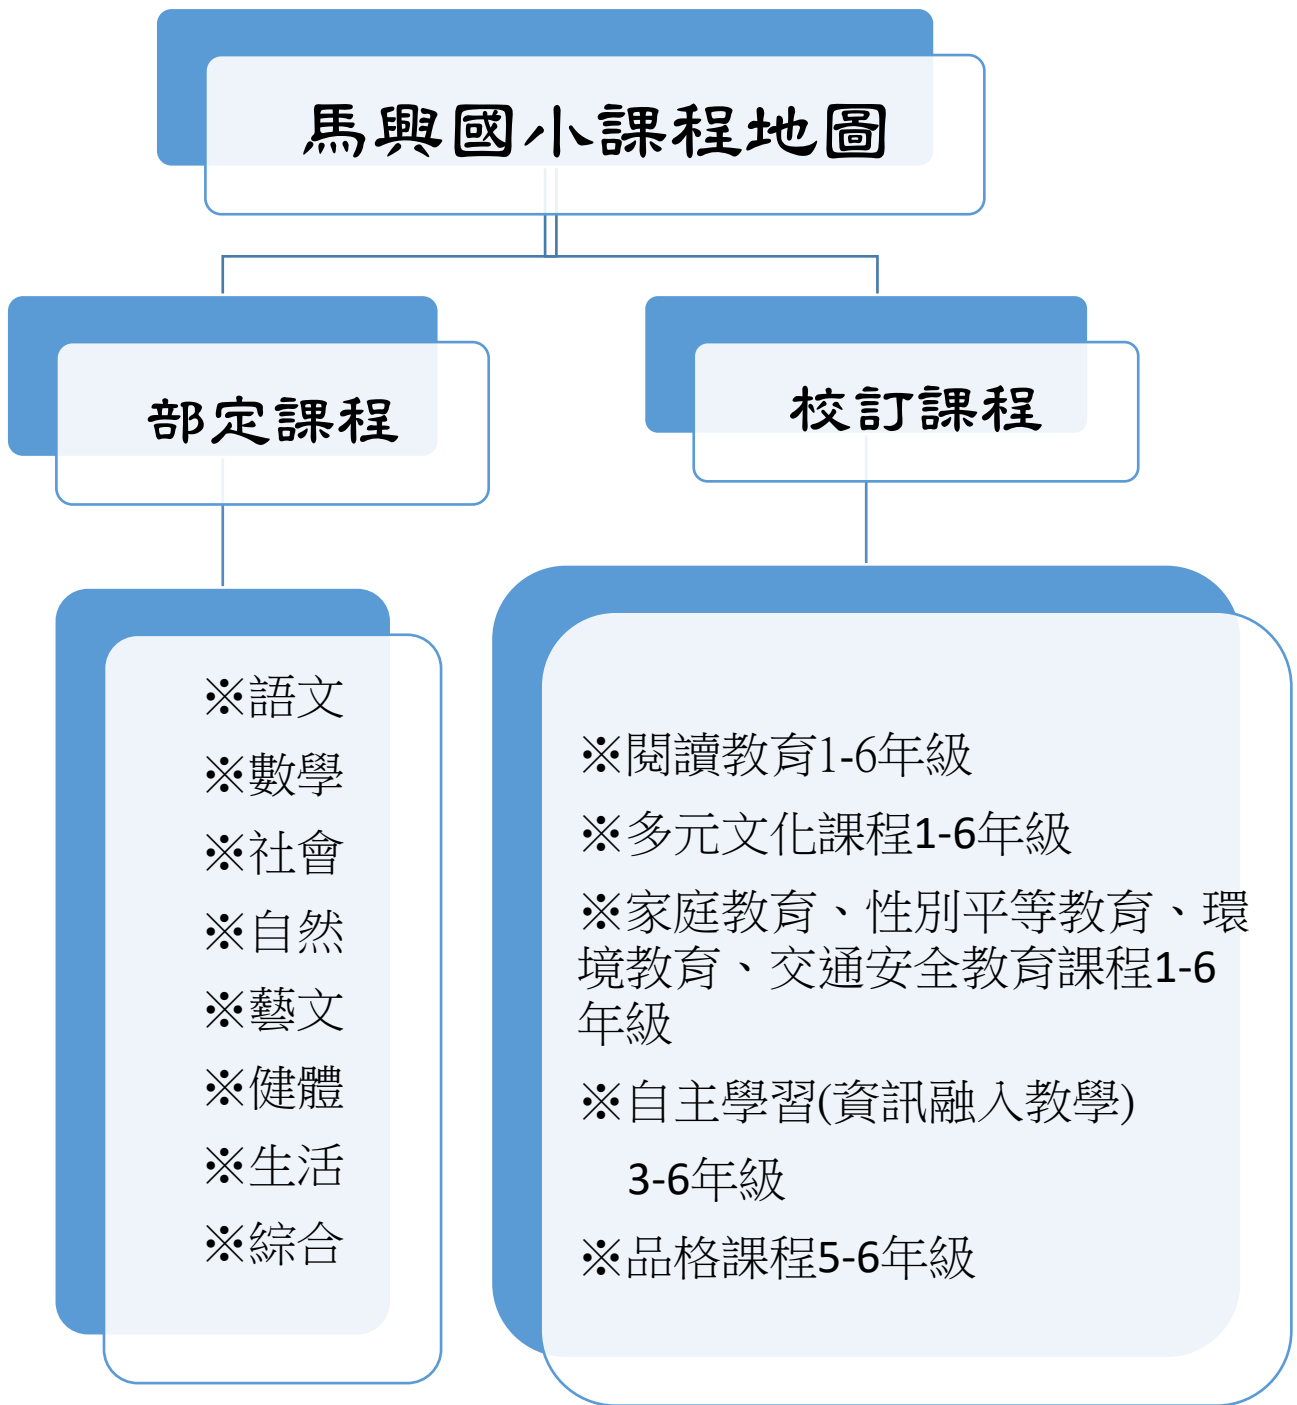 馬興國小課程地圖
部定課程
校訂課程
※語文
※數學
※社會
※自然
※藝文
※健體
※生活
※綜合
※閱讀教育1-6年級
※多元文化課程1-6年級
※家庭教育、性別平等教育、環
境教育、交通安全教育課程1-6
年級
※自主學習(資訊融入教學)
3-6年級
※品格課程5-6年級